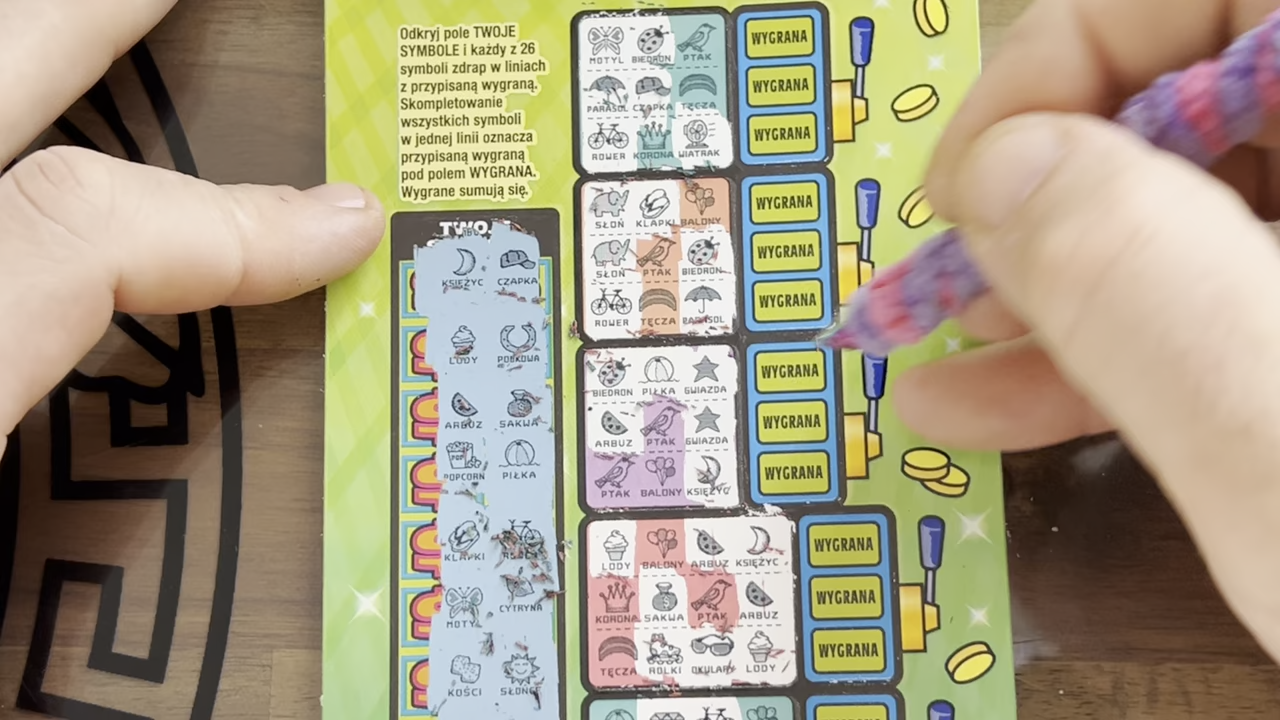 Odkryj pole TWOJE
SYMBOLE i każdy z 26
symboli zdrap w liniach
z przypisaną wygraną.
Skompletowanie
wszystkich symboli
w jednej linii oznacza
przypisaną wygraną
pod polem WYGRANA.
Wygrane sumują się.
KSIĘŻYC CZAPKA
LODY PODKOWA
ARBUZ SAKWA
POPCORN PIŁKA
KLAPKI
MOTYL CYTRYNA
KOŚCI SŁOŃCE
MOTYL BIEDRON PTAK
PARASOL CZAPKA TĘCZA
ROWER KORONA WIATRAK
WYGRANA
WYGRANA
WYGRANA
SŁOŃ KLAPKI BALONY
SŁOŃ PTAK BIEDRON
ROWER TĘCZA PARASOL
WYGRANA
WYGRANA
WYGRANA
BIEDRON PIŁKA GWIAZDA
ARBUZ PTAK GWIAZDA
PTAK BALONY KSIĘŻYC
WYGRANA
WYGRANA
WYGRANA
LODY BALONY ARBUZ KSIĘŻYC
KORONA SAKWA PTAK ARBUZ
TĘCZA ROLKI OKULARY LODY
WYGRANA
WYGRANA
WYGRANA